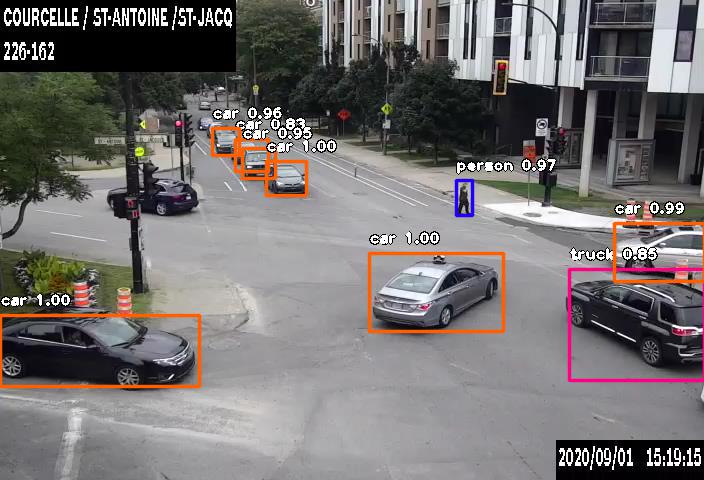 COURCELLE / ST-ANTOINE /ST-JACQ
226-162
car 0.96
car 0.83
car 0.95
car 1.00
person 0.97
car 0.99
car 1.00
truck 0.85
car 1.00
2020/09/01 15:19:15